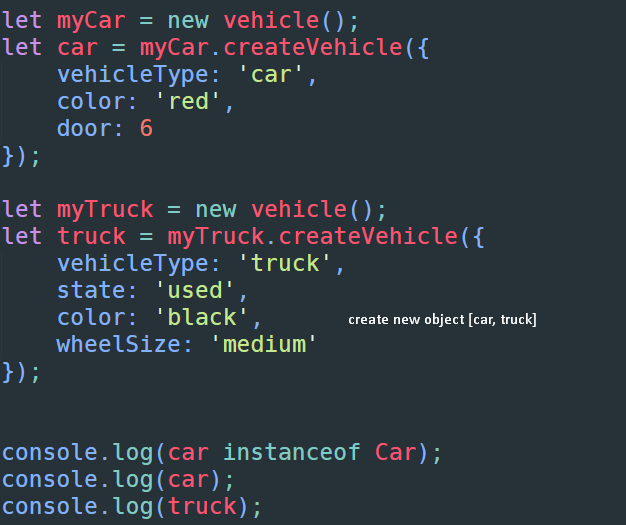 let myCar = new vehicle();
let car = myCar.createVehicle({
    vehicleType: 'car',
    color: 'red',
    door: 6
});
let myTruck = new vehicle();
let truck = myTruck.createVehicle({
    vehicleType: 'truck',
    state: 'used',
    color: 'black',
create new object [car, truck]
    wheelSize: 'medium'
});
console.log(car instanceof Car);
console.log(car);
console.log(truck);